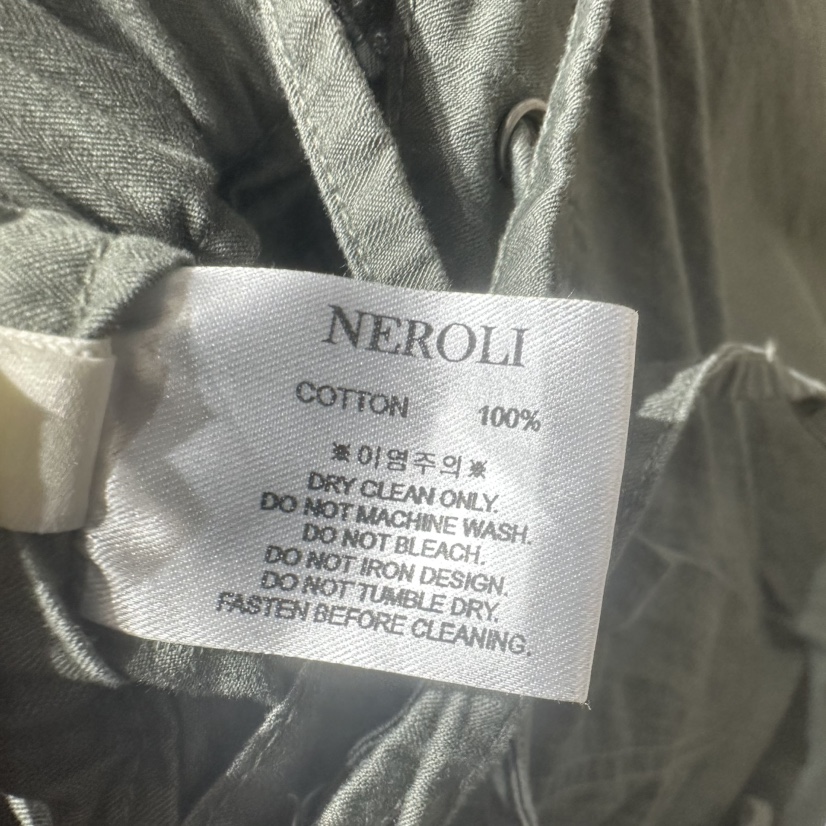 NEROLI
COTTON 100%
※이염주의※
DRY CLEAN ONLY.
DO NOT MACHINE WASH.
DO NOT BLEACH.
DO NOT IRON DESIGN.
DO NOT TUMBLE DRY.
FASTEN BEFORE CLEANING.